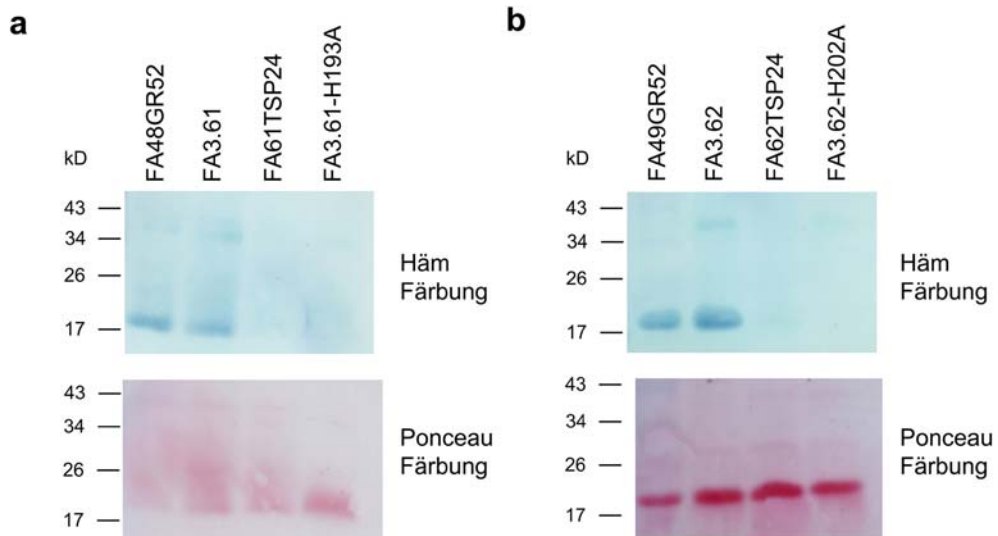 a
FA48GR52
FA3.61
FA61TSP24
FA3.61-H193A
kD
43
34
26
17
Häm
Färbung
43
34
26
17
Ponceau
Färbung
b
FA49GR52
FA3.62
FA62TSP24
FA3.62-H202A
kD
43
34
26
17
Häm
Färbung
43
34
26
17
Ponceau
Färbung